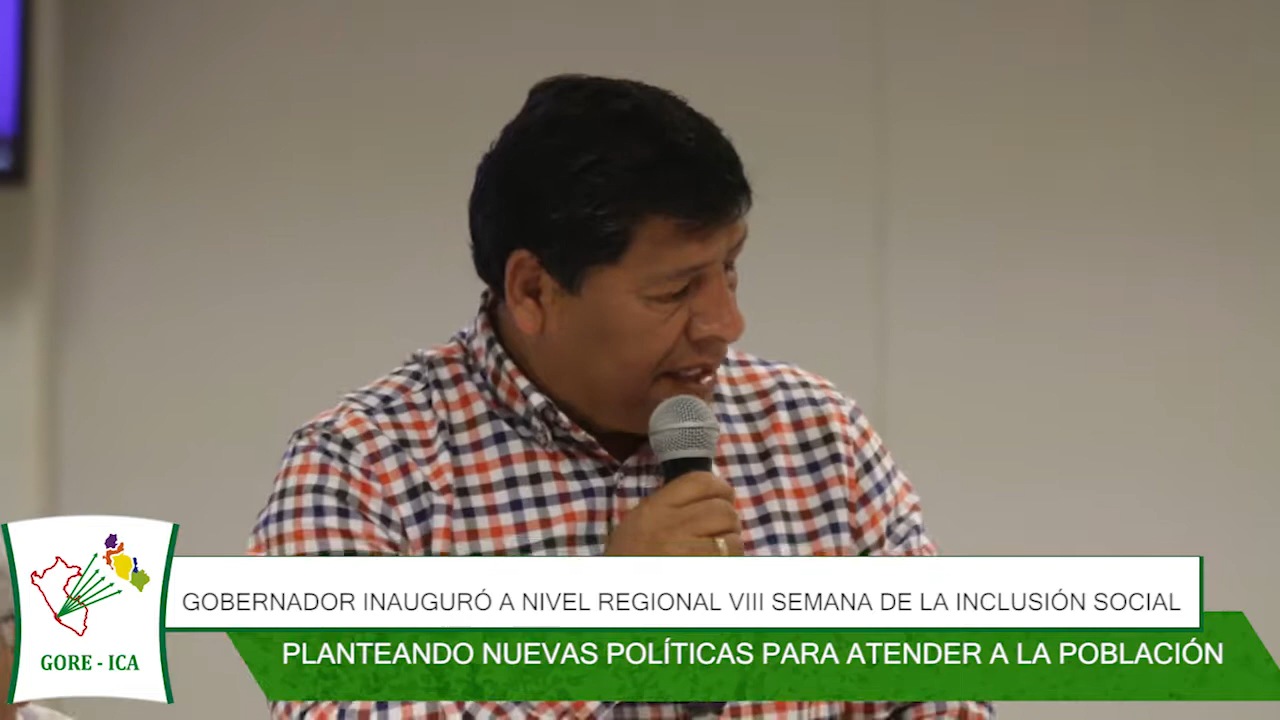 GOBERNADOR INAUGURÓ A NIVEL REGIONAL VIII SEMANA DE LA INCLUSIÓN SOCIAL
PLANTEANDO NUEVAS POLÍTICAS PARA ATENDER A LA POBLACIÓN
GORE - ICA